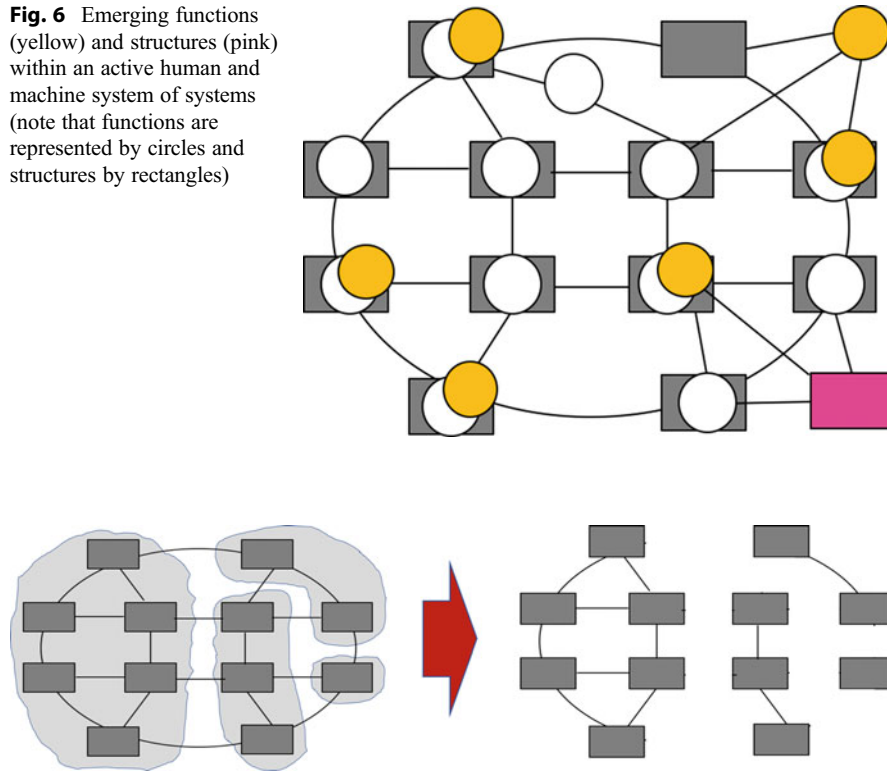 Fig. 6 Emerging functions
(yellow) and structures (pink)
within an active human and
machine system of systems
(note that functions are
represented by circles and
structures by rectangles)